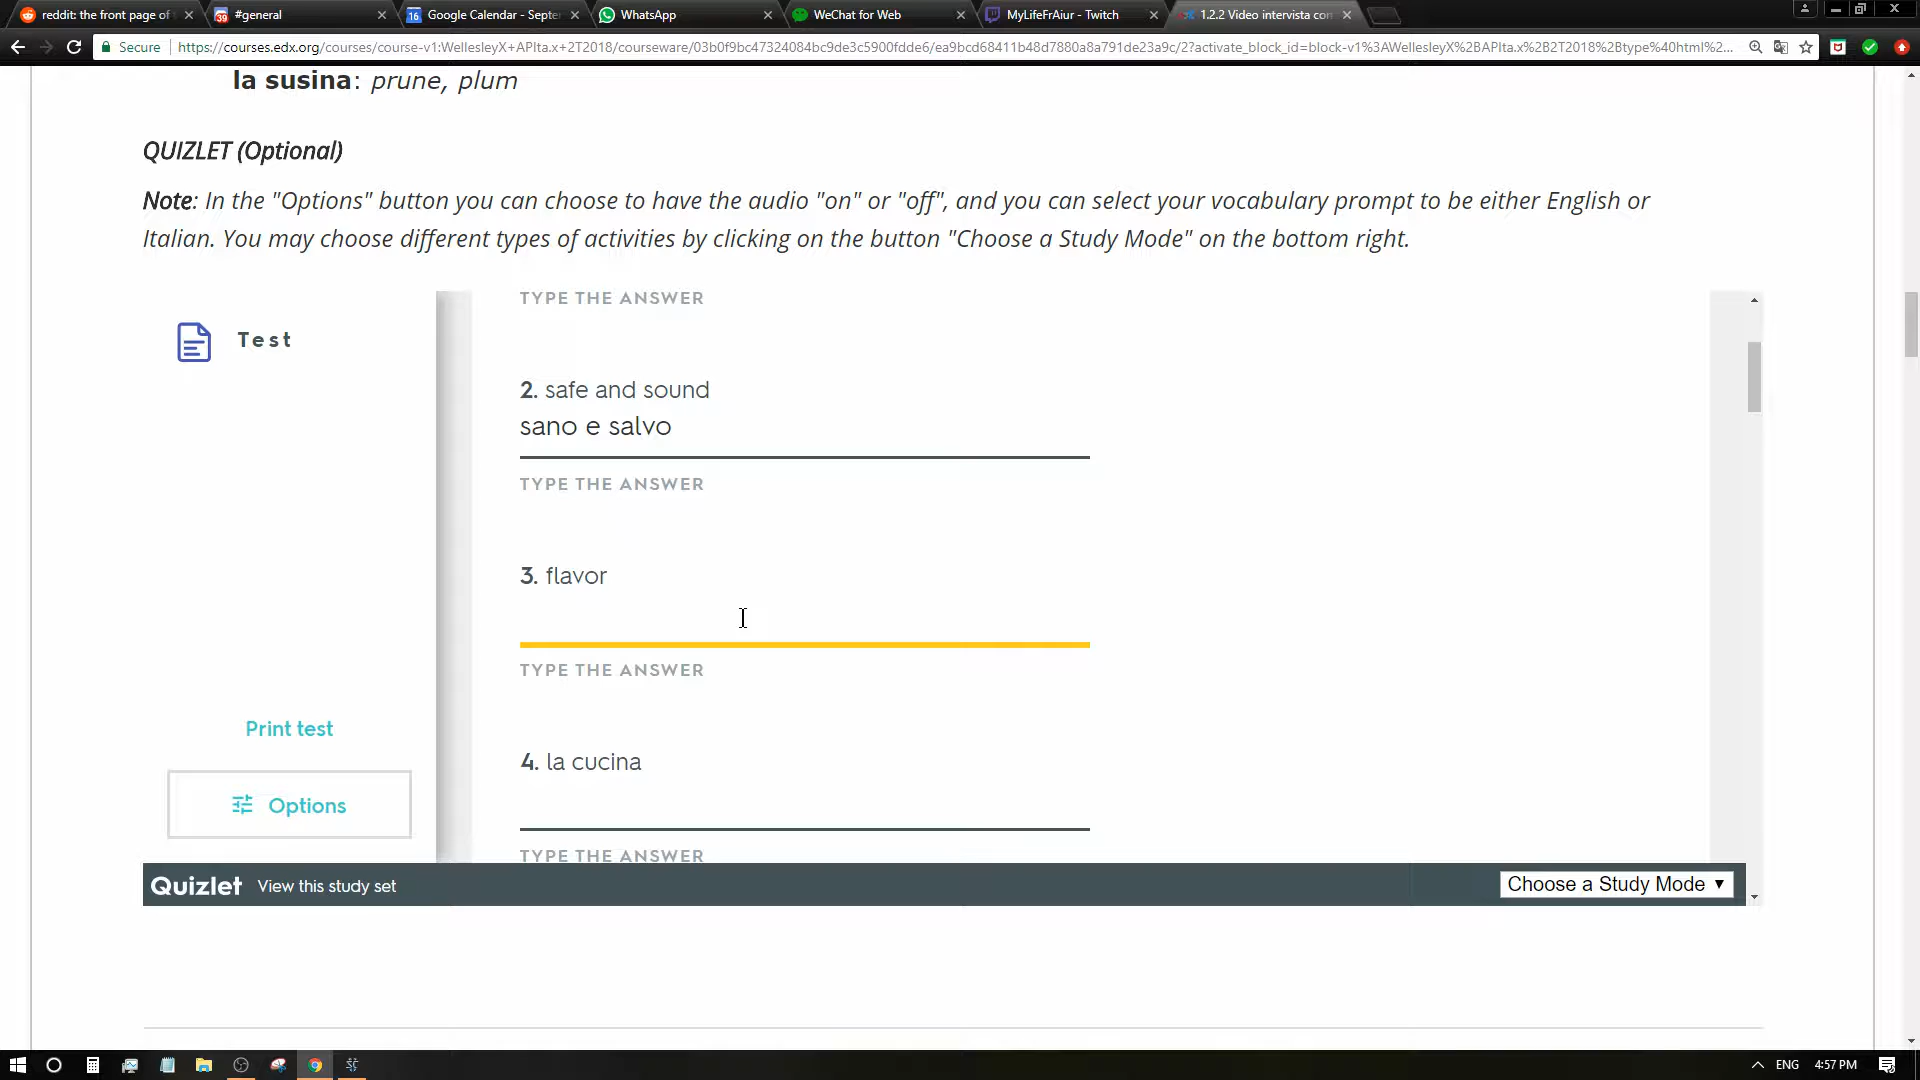 reddit: the front page of
#general
Google Calendar - Septe
WhatsApp
WeChat for Web
MyLifeFrAiur - Twitch
1.2.2 Video intervista con
Secure
https://courses.edx.org/courses/course-v1:WellesleyX+APIta.x+2T2018/courseware/03b0f9bc47324084bc9de3c5900fdde6/ea9bcd68411b48d7880a8a791de23a9c/2?activate_block_id=block-v1%3AWellesleyX%2BAPIta.x%2B2T2018%2Btype%40html%2...
la susina: prune, plum
QUIZLET (Optional)
Note: In the "Options" button you can choose to have the audio "on" or "off", and you can select your vocabulary prompt to be either English or
Italian. You may choose different types of activities by clicking on the button "Choose a Study Mode" on the bottom right.
TYPE THE ANSWER
Test
2. safe and sound
sano e salvo
TYPE THE ANSWER
3. flavor
TYPE THE ANSWER
Print test
4. la cucina
Options
TYPE THE ANSWER
Quizlet
View this study set
Choose a Study Mode
ENG
4:57 PM